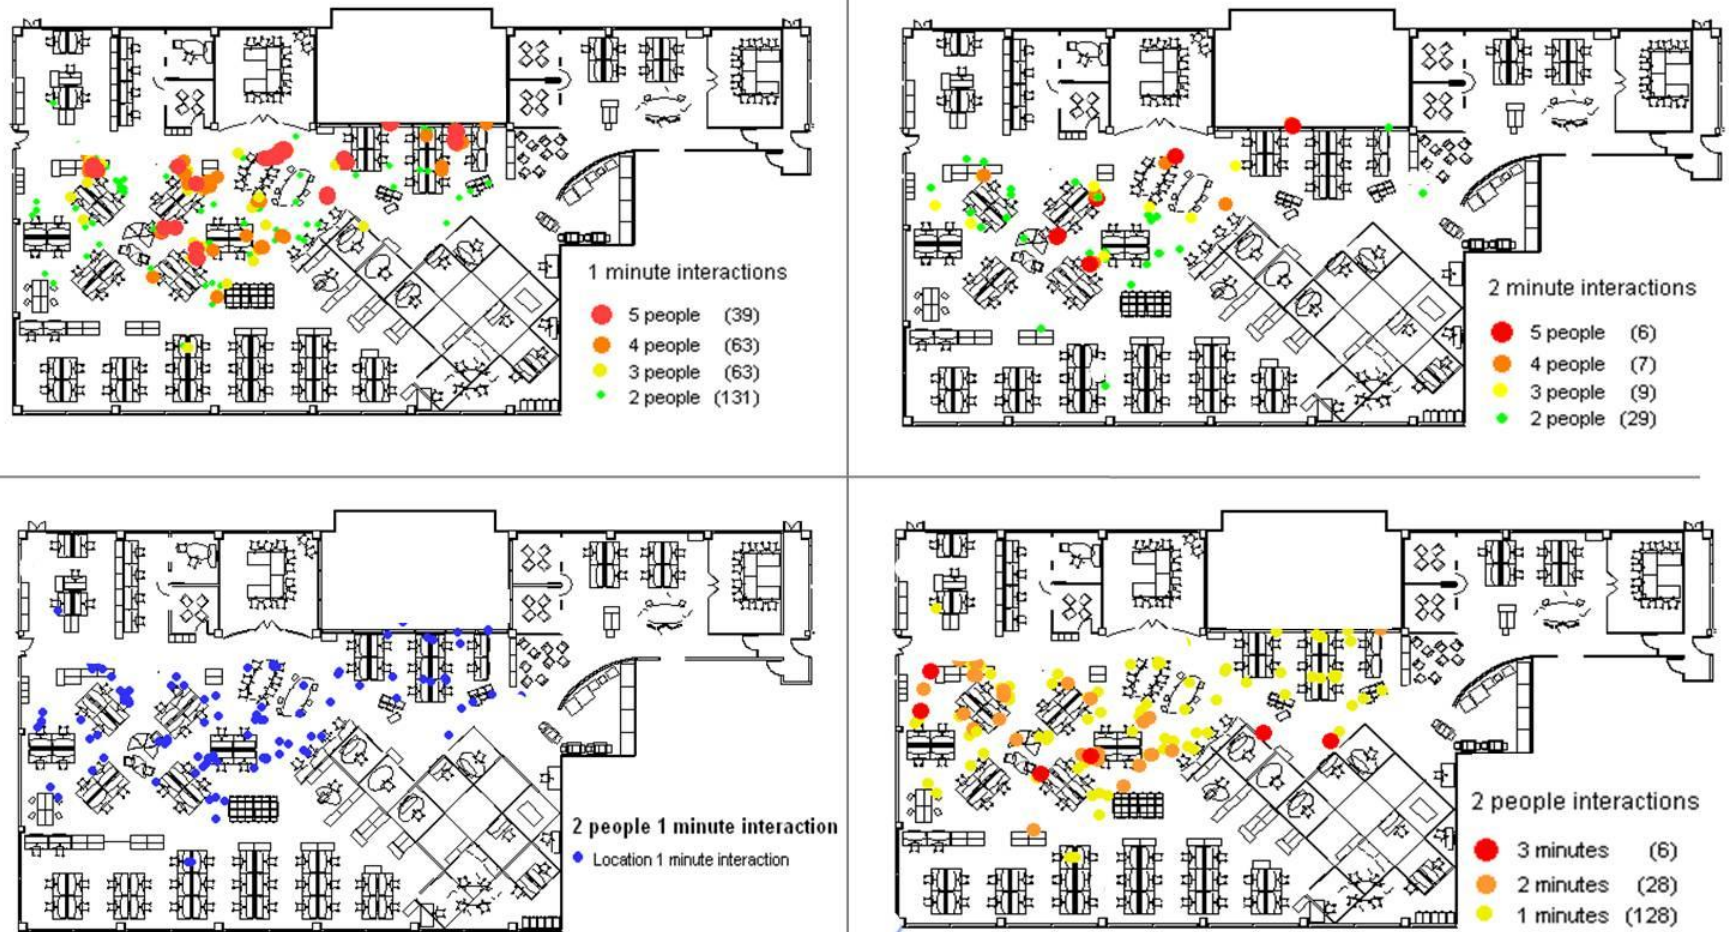 1 minute interactions
5 people (39)
4 people (63)
3 people (63)
2 people (131)
2 minute interactions
5 people (6)
4 people (7)
3 people (9)
2 people (29)
2 people 1 minute interaction
Location 1 minute interaction
2 people interactions
3 minutes (6)
2 minutes (28)
1 minutes (128)